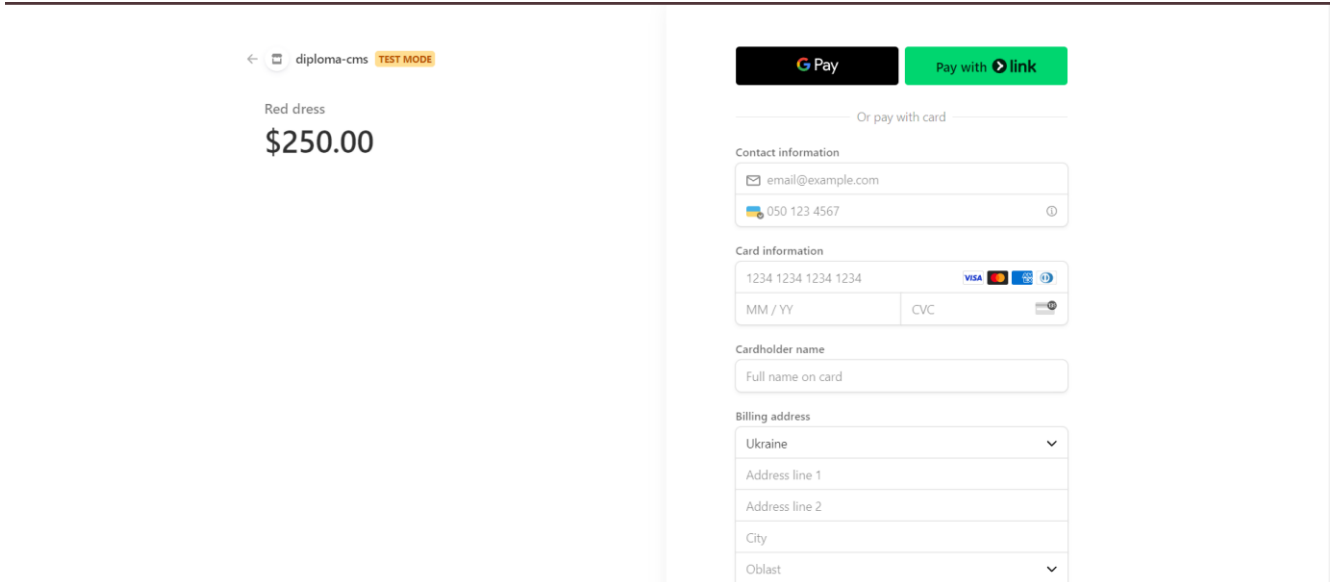 diploma-cms TEST MODE
Red dress
$250.00
G Pay
Pay with link
Or pay with card
Contact information
email@example.com
050 123 4567
Card information
1234 1234 1234 1234 VISA
MM / YY
CVC
Cardholder name
Full name on card
Billing address
Ukraine
Address line 1
Address line 2
City
Oblast